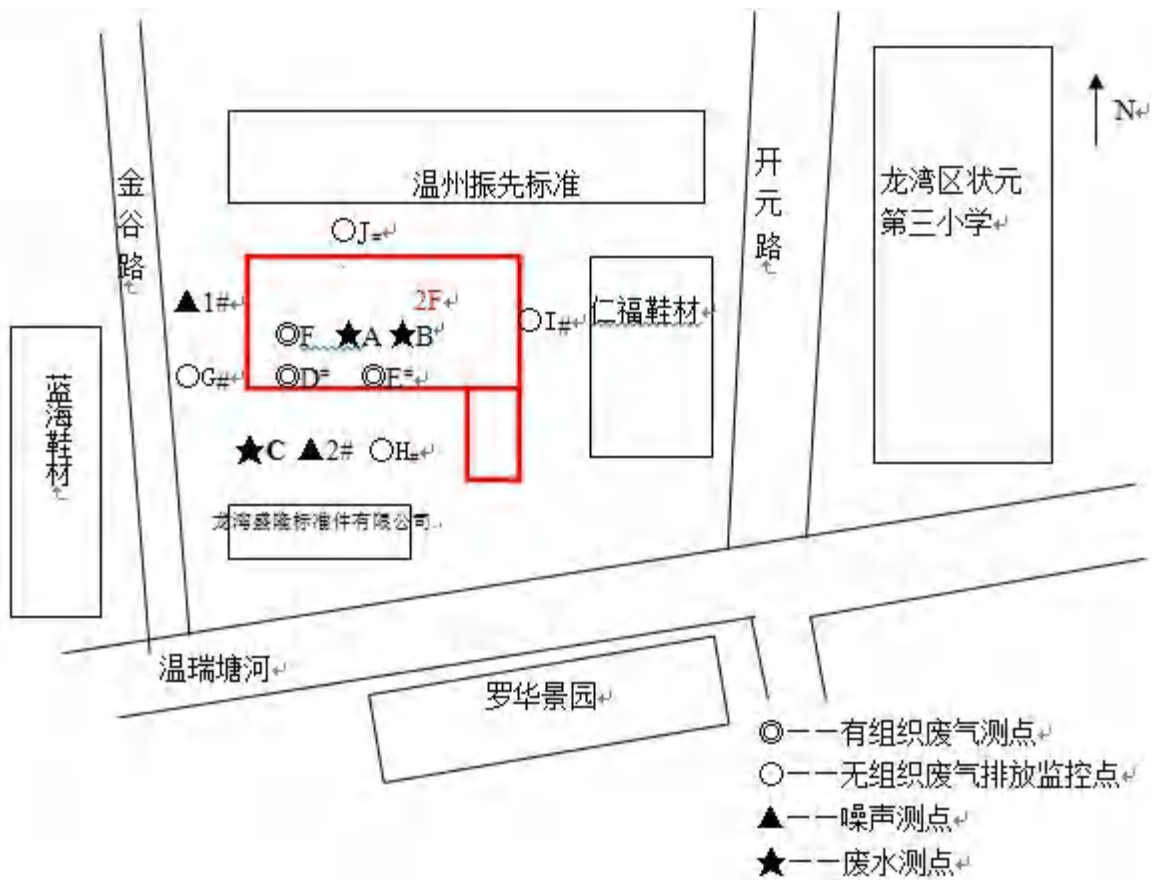 温州振先标准
金谷路
开元路
龙湾区状元
第三小学
N
J#
1#
2F
F
A
B
I#
仁福鞋材
G#
D#
E#
蓝海鞋材
C
2#
H#
龙湾盛隆标准件有限公司
温瑞塘河
罗华景园
◎——有组织废气测点
○——无组织废气排放监控点
▲——噪声测点
★——废水测点